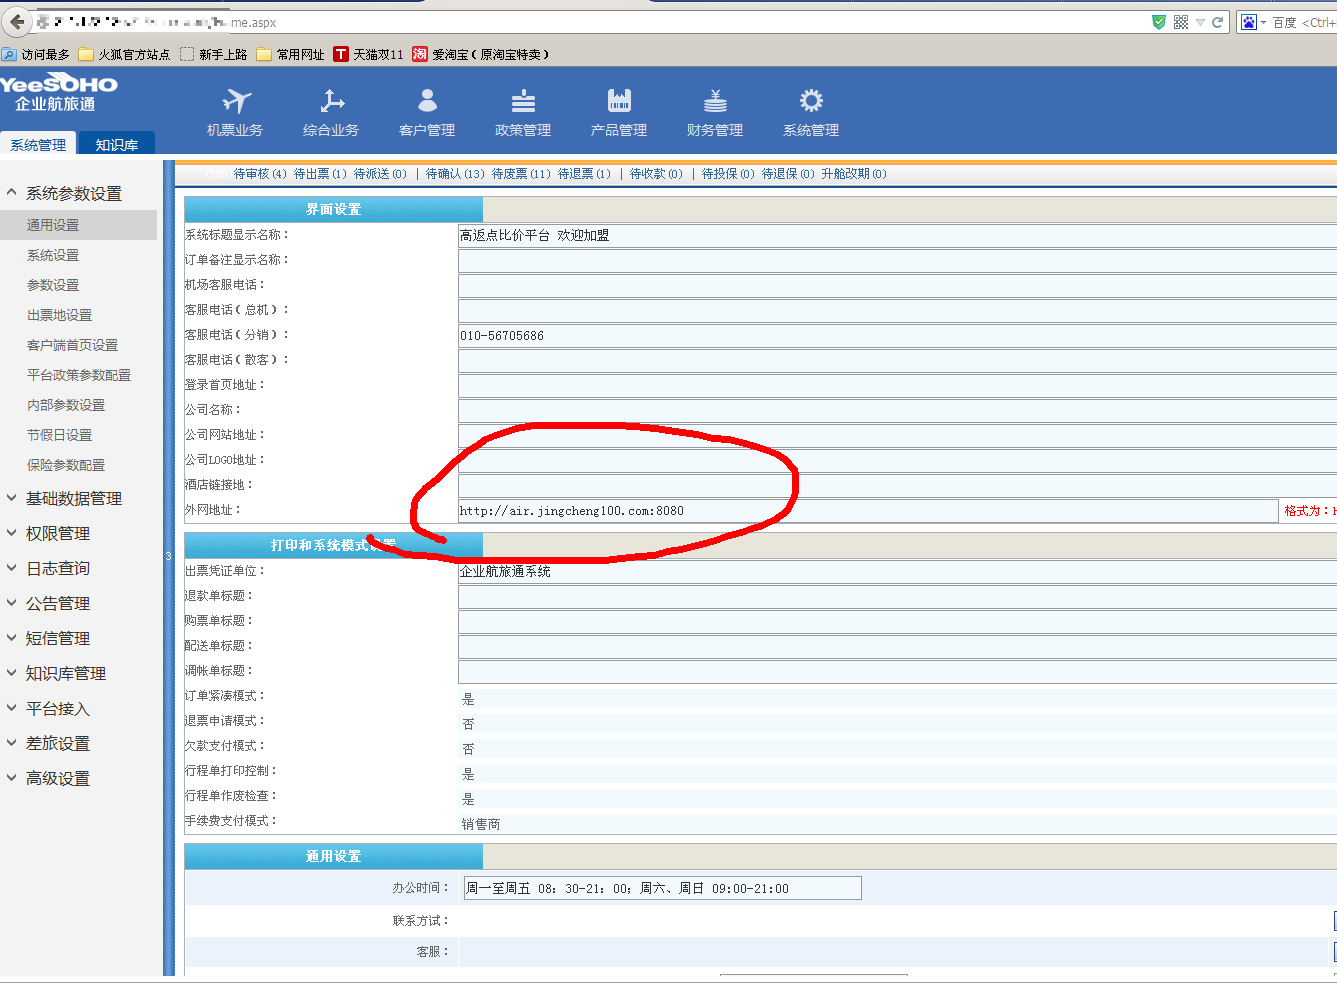 me.aspx
百度 <Ctrl+
访问最多 火狐官方站点 新手上路 常用网址 T 天猫双11 淘 爱淘宝（原淘宝特卖）
YeeSOHO
企业航旅通
机票业务 综合业务 客户管理 政策管理 产品管理 财务管理 系统管理
系统管理 知识库
待审核(4) 待出票(1) 待派送(0) | 待确认(13) 待废票(11) 待退票(1) | 待收款(0) | 待投保(0) 待退保(0) 升舱改期(0)
系统参数设置
通用设置
系统设置
参数设置
出票地设置
客户端首页设置
平台政策参数配置
内部参数设置
节假日设置
保险参数配置
基础数据管理
权限管理
日志查询
公告管理
短信管理
知识库管理
平台接入
差旅设置
高级设置
3
界面设置
系统标题显示名称： 高返点比价平台 欢迎加盟
订单备注显示名称：
机场客服电话：
客服电话（总机）：
客服电话（分销）： 010-56705686
客服电话（散客）：
登录首页地址：
公司名称：
公司网站地址：
公司LOGO地址：
酒店链接地：
外网地址： http://air.jingcheng100.com:8080 格式为：H
打印和系统模式设置
出票凭证单位： 企业航旅通系统
退款单标题：
购票单标题：
配送单标题：
调帐单标题：
订单紧凑模式： 是
退票申请模式： 否
欠款支付模式： 否
行程单打印控制： 是
行程单作废检查： 是
手续费支付模式： 销售商
通用设置
办公时间： 周一至周五 08：30-21：00；周六、周日 09:00-21:00
联系方试：
客服：